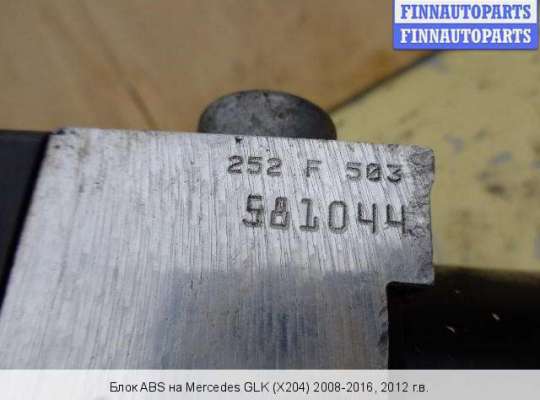 FINNAUTOPARTS
FINNAUTOPARTS
252 F 503
581044
Блок ABS на Mercedes GLK (X204) 2008-2016, 2012 г.в.